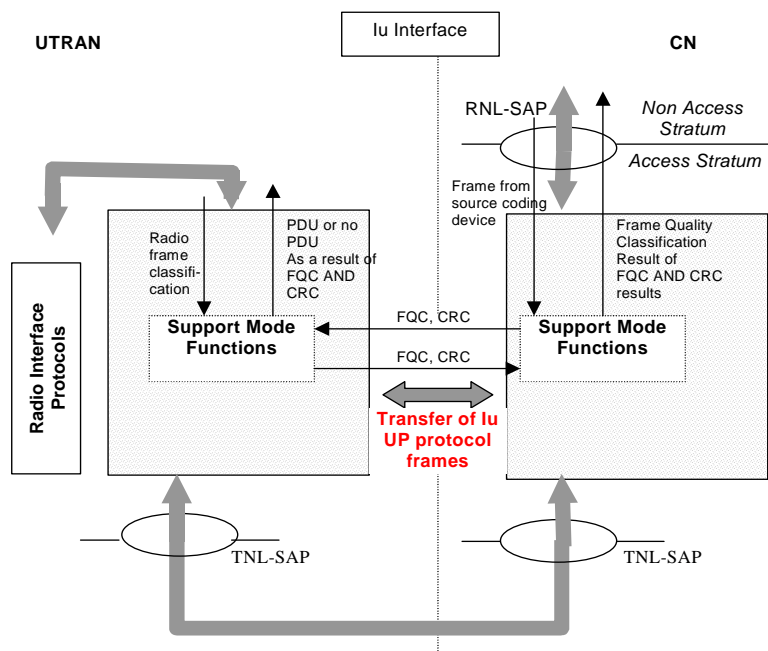 Iu Interface
UTRAN
CN
RNL-SAP
Non Access
Stratum
Access Stratum
Frame from
source coding
device
Radio
frame
classifi-
cation
PDU or no
PDU
As a result of
FQC AND
CRC
Frame Quality
Classification
Result of
FQC AND CRC
results
Radio Interface
Protocols
Support Mode
Functions
FQC, CRC
FQC, CRC
Support Mode
Functions
Transfer of Iu
UP protocol
frames
TNL-SAP
TNL-SAP